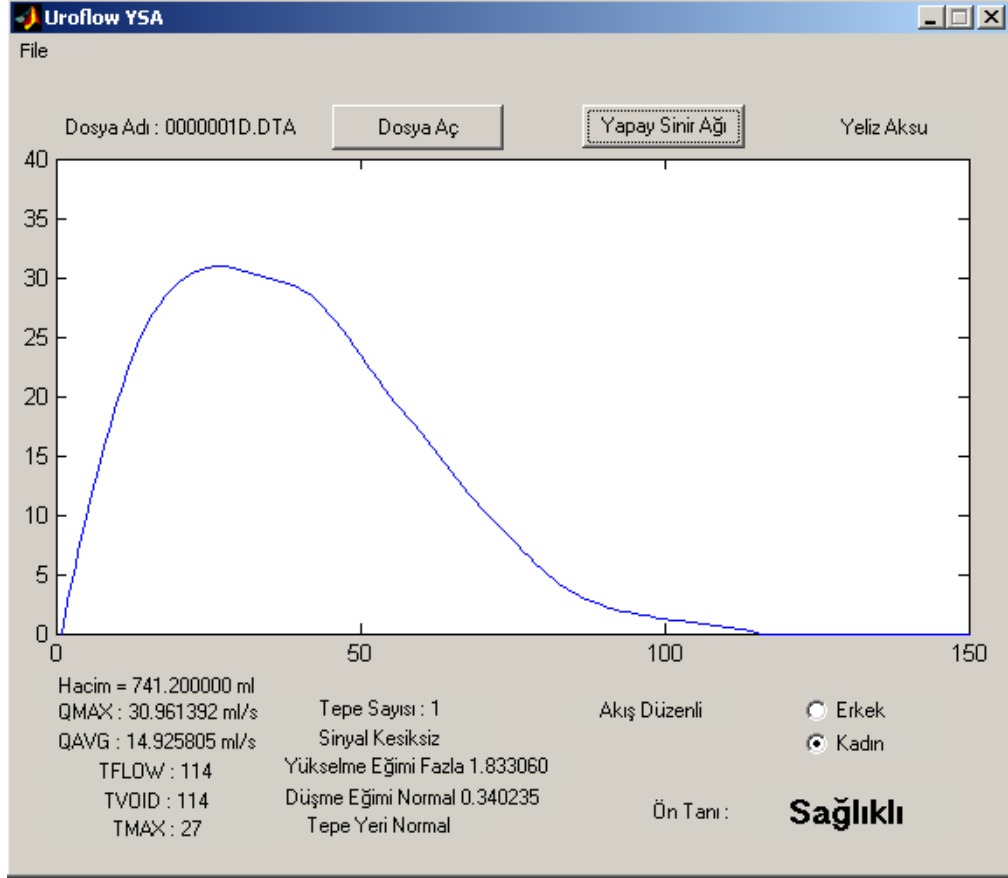 Uroflow YSA
File
Dosya Adı : 0000001D.DTA
Dosya Aç
Yapay Sinir Ağı
Yeliz Aksu
40
35
30
25
20
15
10
5
0
0 50 100 150
Hacim = 741.200000 ml
QMAX : 30.961392 ml/s
QAVG : 14.925805 ml/s
TFLOW : 114
TVOID : 114
TMAX : 27
Tepe Sayısı : 1
Sinyal Kesiksiz
Yükselme Eğimi Fazla 1.833060
Düşme Eğimi Normal 0.340235
Tepe Yeri Normal
Akış Düzenli
Erkek
Kadın
Ön Tanı :
Sağlıklı